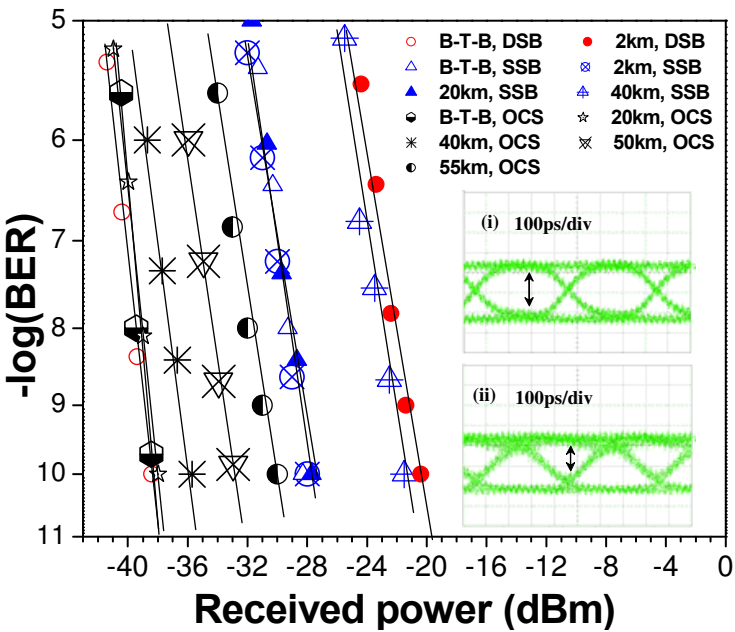 5
6
7
8
9
10
11
-log(BER)
B-T-B, DSB
2km, DSB
B-T-B, SSB
2km, SSB
20km, SSB
40km, SSB
B-T-B, OCS
20km, OCS
40km, OCS
50km, OCS
55km, OCS
(i) 100ps/div
(ii) 100ps/div
-40 -36 -32 -28 -24 -20 -16 -12 -8 -4 0
Received power (dBm)